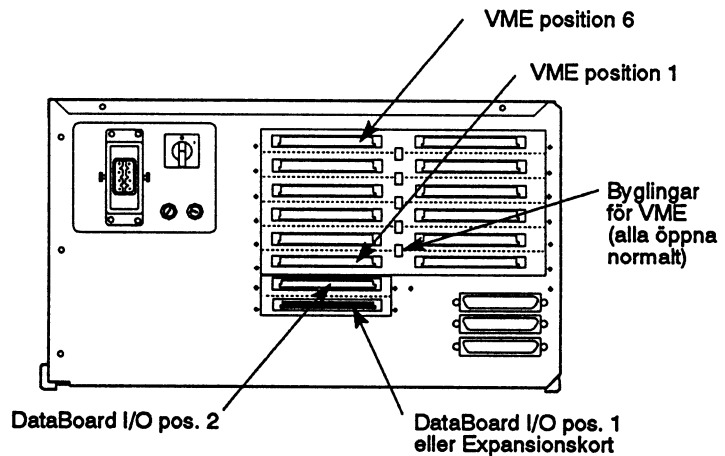 VME position 6
VME position 1
Byglingar
för VME
(alla öppna
normalt)
DataBoard I/O pos. 2
DataBoard I/O pos. 1
eller Expansionskort